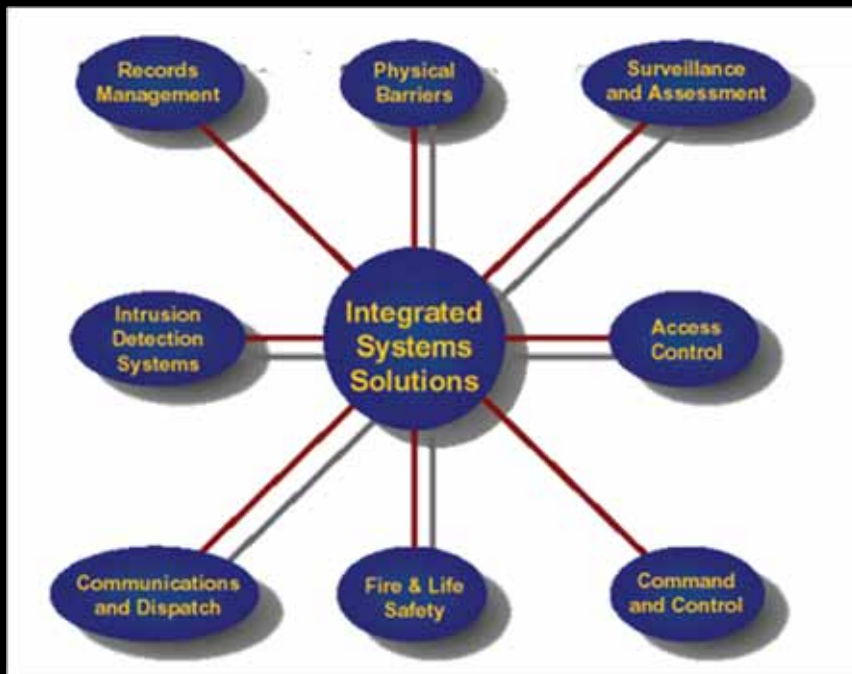 Records
Management
Physical
Barriers
Surveillance
and Assessment
Intrusion
Detection
Systems
Integrated
Systems
Solutions
Access
Control
Communications
and Dispatch
Fire & Life
Safety
Command
and Control